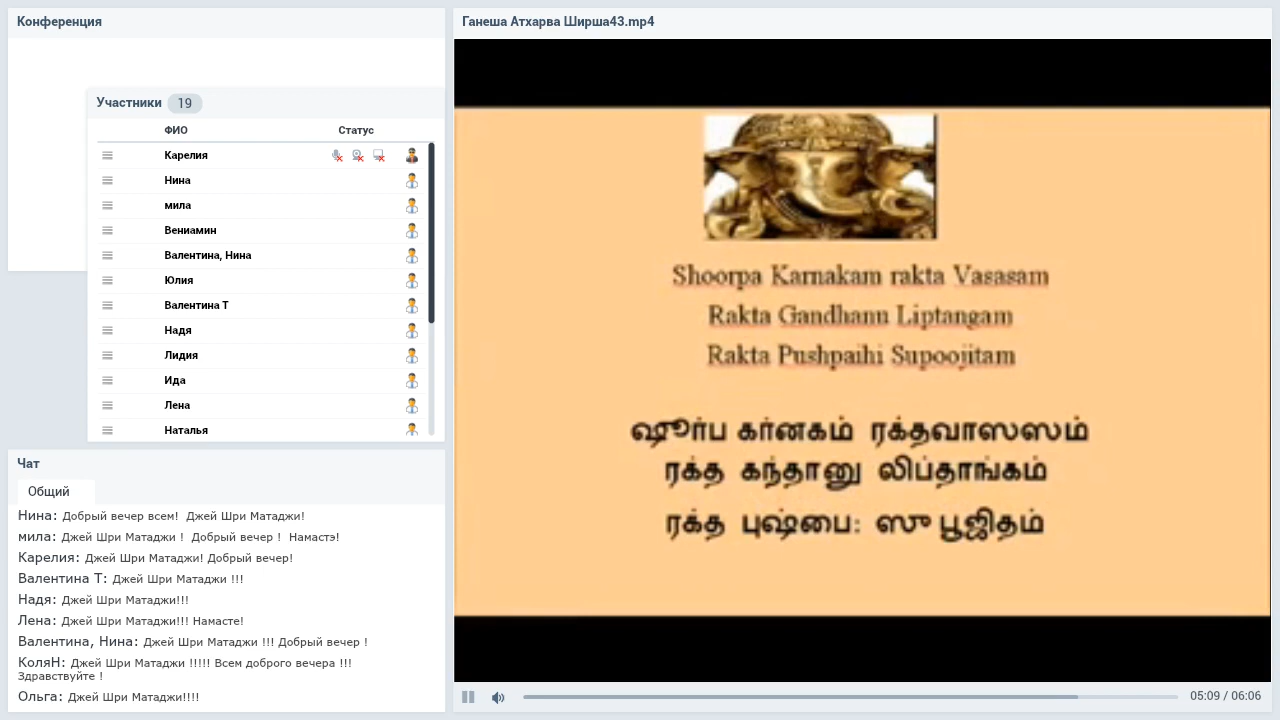 Конференция
Участники 19
ФИО Статус
Карелия
Нина
мила
Вениамин
Валентина, Нина
Юлия
Валентина Т
Надя
Лидия
Ида
Лена
Наталья
Чат
Общий
Нина: Добрый вечер всем! Джей Шри Матаджи!
мила: Джей Шри Матаджи ! Добрый вечер ! Намастэ!
Карелия: Джей Шри Матаджи! Добрый вечер!
Валентина Т: Джей Шри Матаджи !!!
Надя: Джей Шри Матаджи!!!
Лена: Джей Шри Матаджи!!! Намасте!
Валентина, Нина: Джей Шри Матаджи !!! Добрый вечер !
КоляН: Джей Шри Матаджи !!!!! Всем доброго вечера !!!
Здравствуйте !
Ольга: Джей Шри Матаджи!!!!
Ганеша Атхарва Ширша43.mp4
Shoorpa Karnakam rakta Vasasam
Rakta Gandhanu Liptangam
Rakta Pushpaihi Supoojitam
ஷூர்ப கர்னகம் ரக்தவாஸஸம்
ரக்த கந்தானு லிப்தாங்கம்
ரக்த புஷ்பை: ஸு பூஜிதம்
05:09 / 06:06